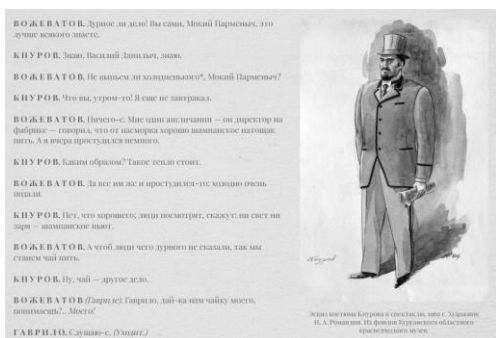 ВОЖЕВАТОВ. Дурное ли дело! Вы сами, Мокий Парменыч, это
лучше всякого знаете.
КНУРОВ. Знаю, Василий Данилыч, знаю.
ВОЖЕВАТОВ. Не выпьем ли холодненького*, Мокий Парменыч?
КНУРОВ. Что вы, утром-то! Я еще не завтракал.
ВОЖЕВАТОВ. Ничего-с. Мне один англичанин — он директор на
фабрике — говорил, что от насморка хорошо шампанское натощак
пить. А я вчера простудился немного.
КНУРОВ. Каким образом? Такое тепло стоит.
ВОЖЕВАТОВ. Да все им же и простудился-то: холодно очень
подали.
КНУРОВ. Нет, что хорошего; люди посмотрят, скажут: ни свет ни
заря — шампанское пьют.
ВОЖЕВАТОВ. А чтоб люди чего дурного не сказали, так мы
станем чай пить.
КНУРОВ. Ну, чай — другое дело.
ВОЖЕВАТОВ (Гавриле). Гаврило, дай-ка нам чайку моего,
понимаешь?.. Моего!
ГАВРИЛО. Слушаю-с. (Уходит.)
Кнуров
Эскиз костюма Кнурова к спектаклю. г. Художник
Н. А. Из фондов Курганского областного
краеведческого музея.